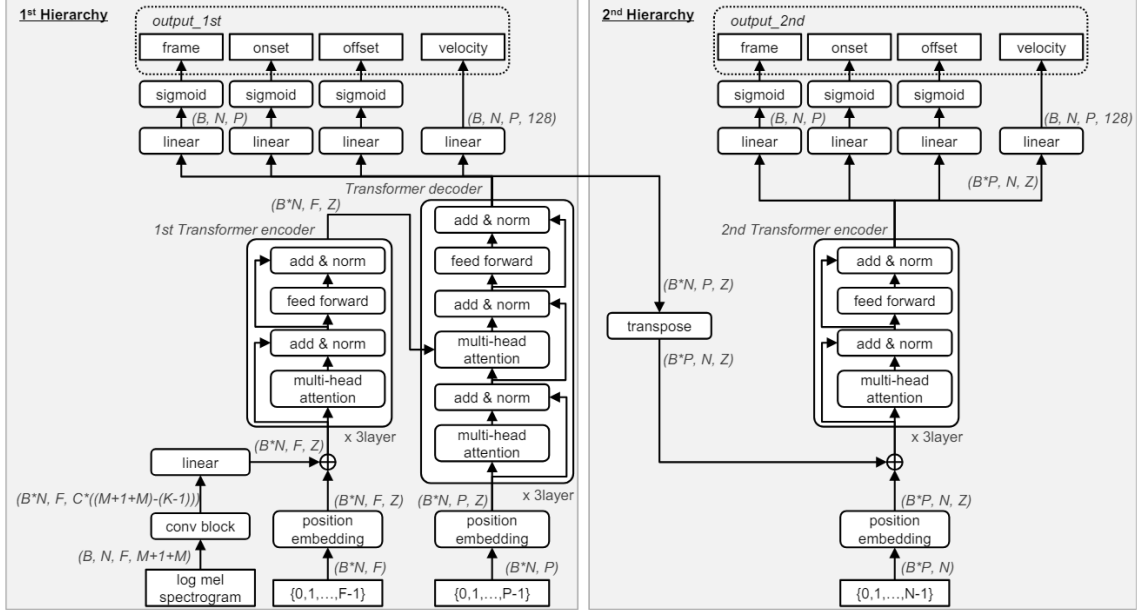 1st Hierarchy
output_1st
frame
onset
offset
velocity
sigmoid
sigmoid
sigmoid
(B, N, P)
(B, N, P, 128)
linear
linear
linear
linear
Transformer decoder
(B*N, F, Z)
1st Transformer encoder
add & norm
feed forward
add & norm
multi-head
attention
x 3layer
add & norm
feed forward
add & norm
multi-head
attention
add & norm
multi-head
attention
x 3layer
(B*N, F, Z)
linear
(B*N, F, C*((M+1+M)-(K-1)))
conv block
(B, N, F, M+1+M)
log mel
spectrogram
(B*N, F, Z)
position
embedding
(B*N, F)
{0,1,...,F-1}
(B*N, P, Z)
position
embedding
(B*N, P)
{0,1,...,P-1}
2nd Hierarchy
output_2nd
frame
onset
offset
velocity
sigmoid
sigmoid
sigmoid
(B, N, P)
(B, N, P, 128)
linear
linear
linear
linear
(B*P, N, Z)
2nd Transformer encoder
add & norm
feed forward
add & norm
multi-head
attention
x 3layer
(B*N, P, Z)
transpose
(B*P, N, Z)
(B*P, N, Z)
position
embedding
(B*P, N)
{0,1,...,N-1}